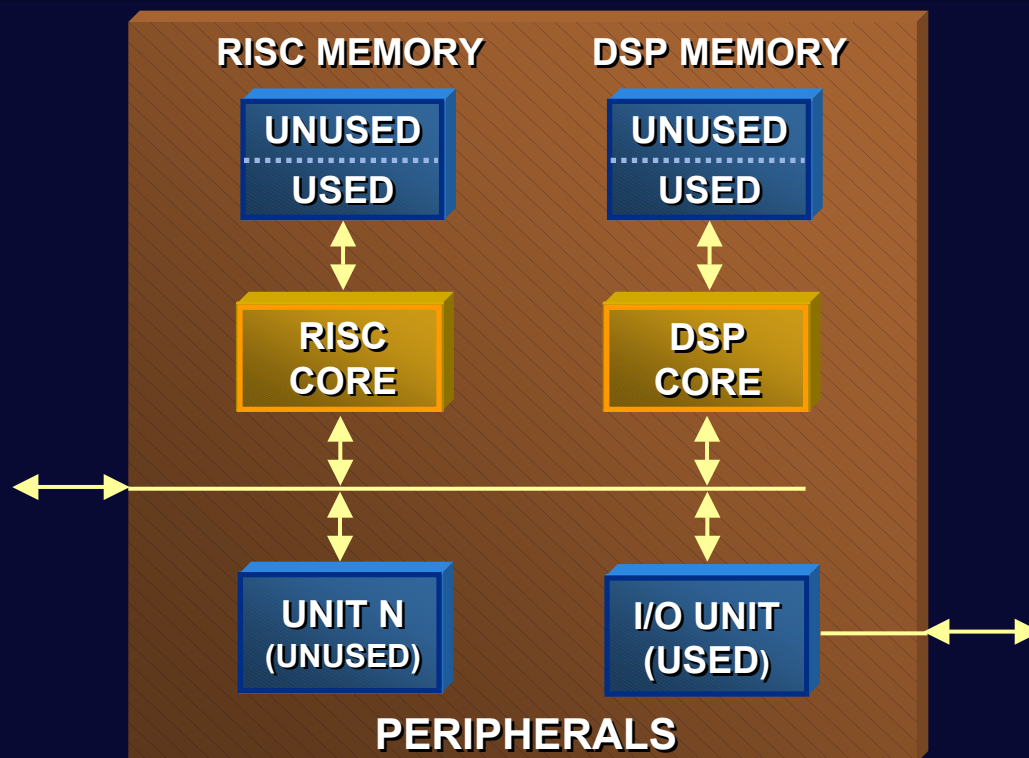 RISC MEMORY
DSP MEMORY
UNUSED
USED
UNUSED
USED
RISC
CORE
DSP
CORE
UNIT N
(UNUSED)
I/O UNIT
(USED)
PERIPHERALS